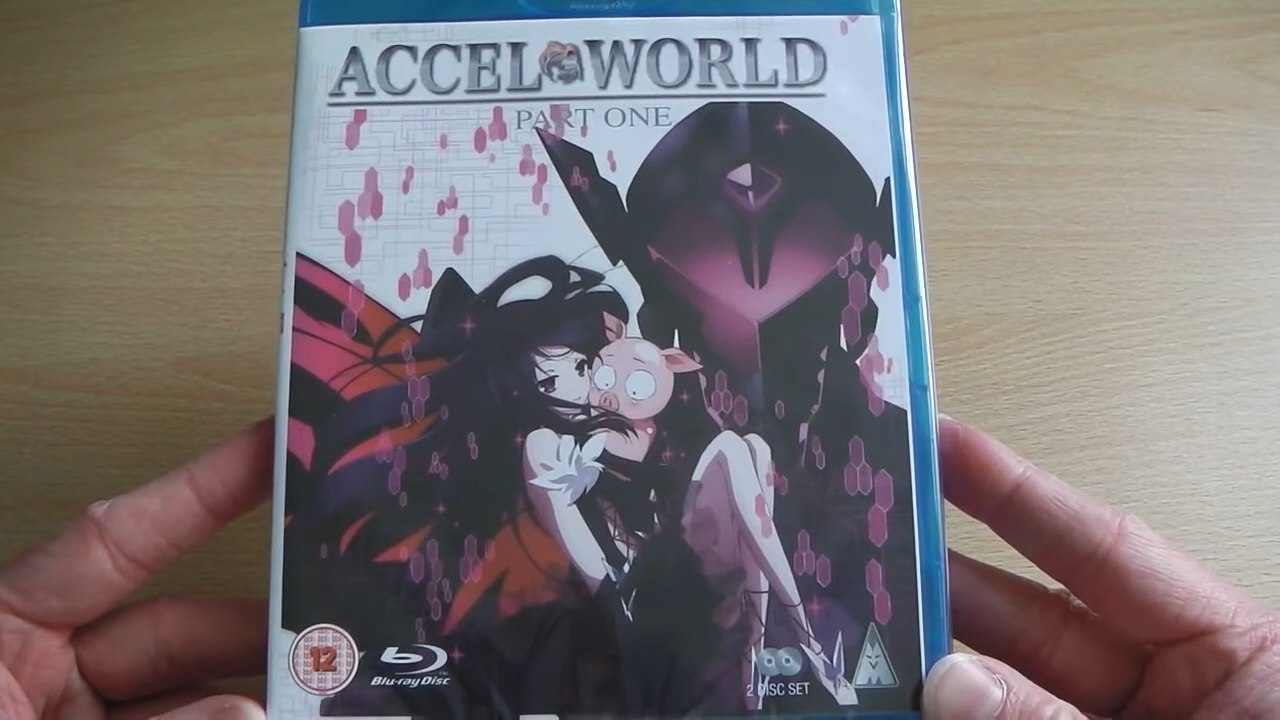 ACCEL WORLD
PART ONE
12
Blu-ray Disc
2 DISC SET